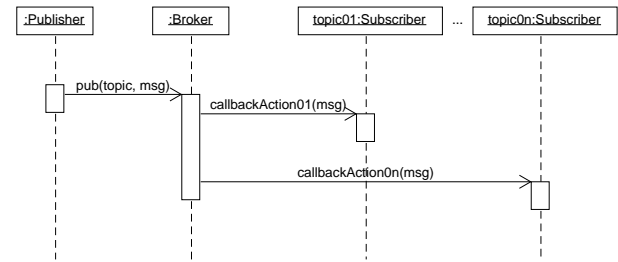 :Publisher
:Broker
topic01:Subscriber
...
topic0n:Subscriber
pub(topic, msg)
callbackAction01(msg)
callbackAction0n(msg)